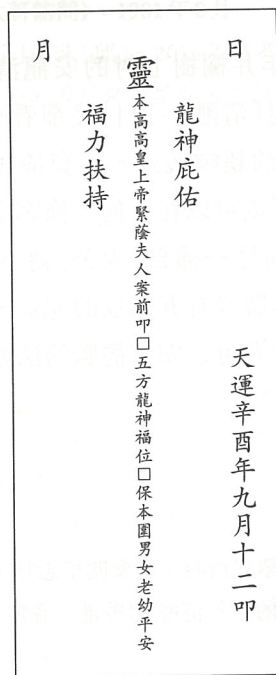 日
天運辛酉年九月十二叩
龍神庇佑
靈本高高皇上帝緊蔭夫人案前叩□五方龍神福位□保本圍男女老幼平安
福力扶持
月